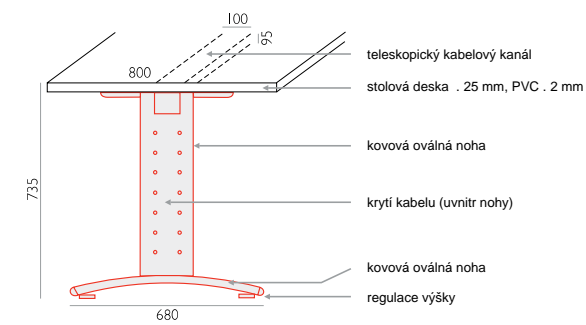 100
95
teleskopický kabelový kanál
800
stolová deska . 25 mm, PVC . 2 mm
kovová oválná noha
735
krytí kabelu (uvnitr nohy)
kovová oválná noha
regulace výšky
680